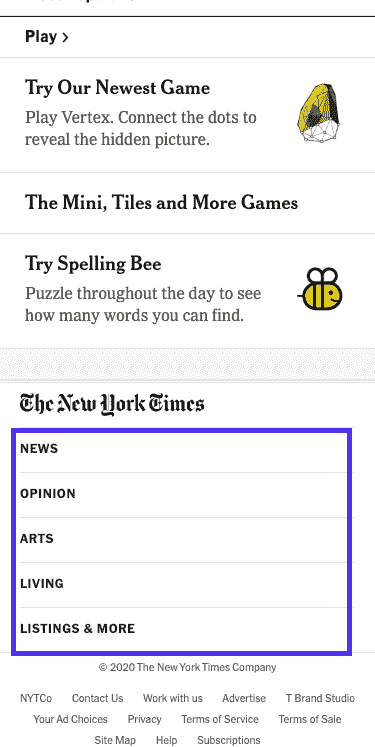 Play >
Try Our Newest Game
Play Vertex. Connect the dots to
reveal the hidden picture.
The Mini, Tiles and More Games
Try Spelling Bee
Puzzle throughout the day to see
how many words you can find.
The New York Times
NEWS
OPINION
ARTS
LIVING
LISTINGS & MORE
© 2020 The New York Times Company
NYTCo Contact Us Work with us Advertise T Brand Studio
Your Ad Choices Privacy Terms of Service Terms of Sale
Site Map Help Subscriptions